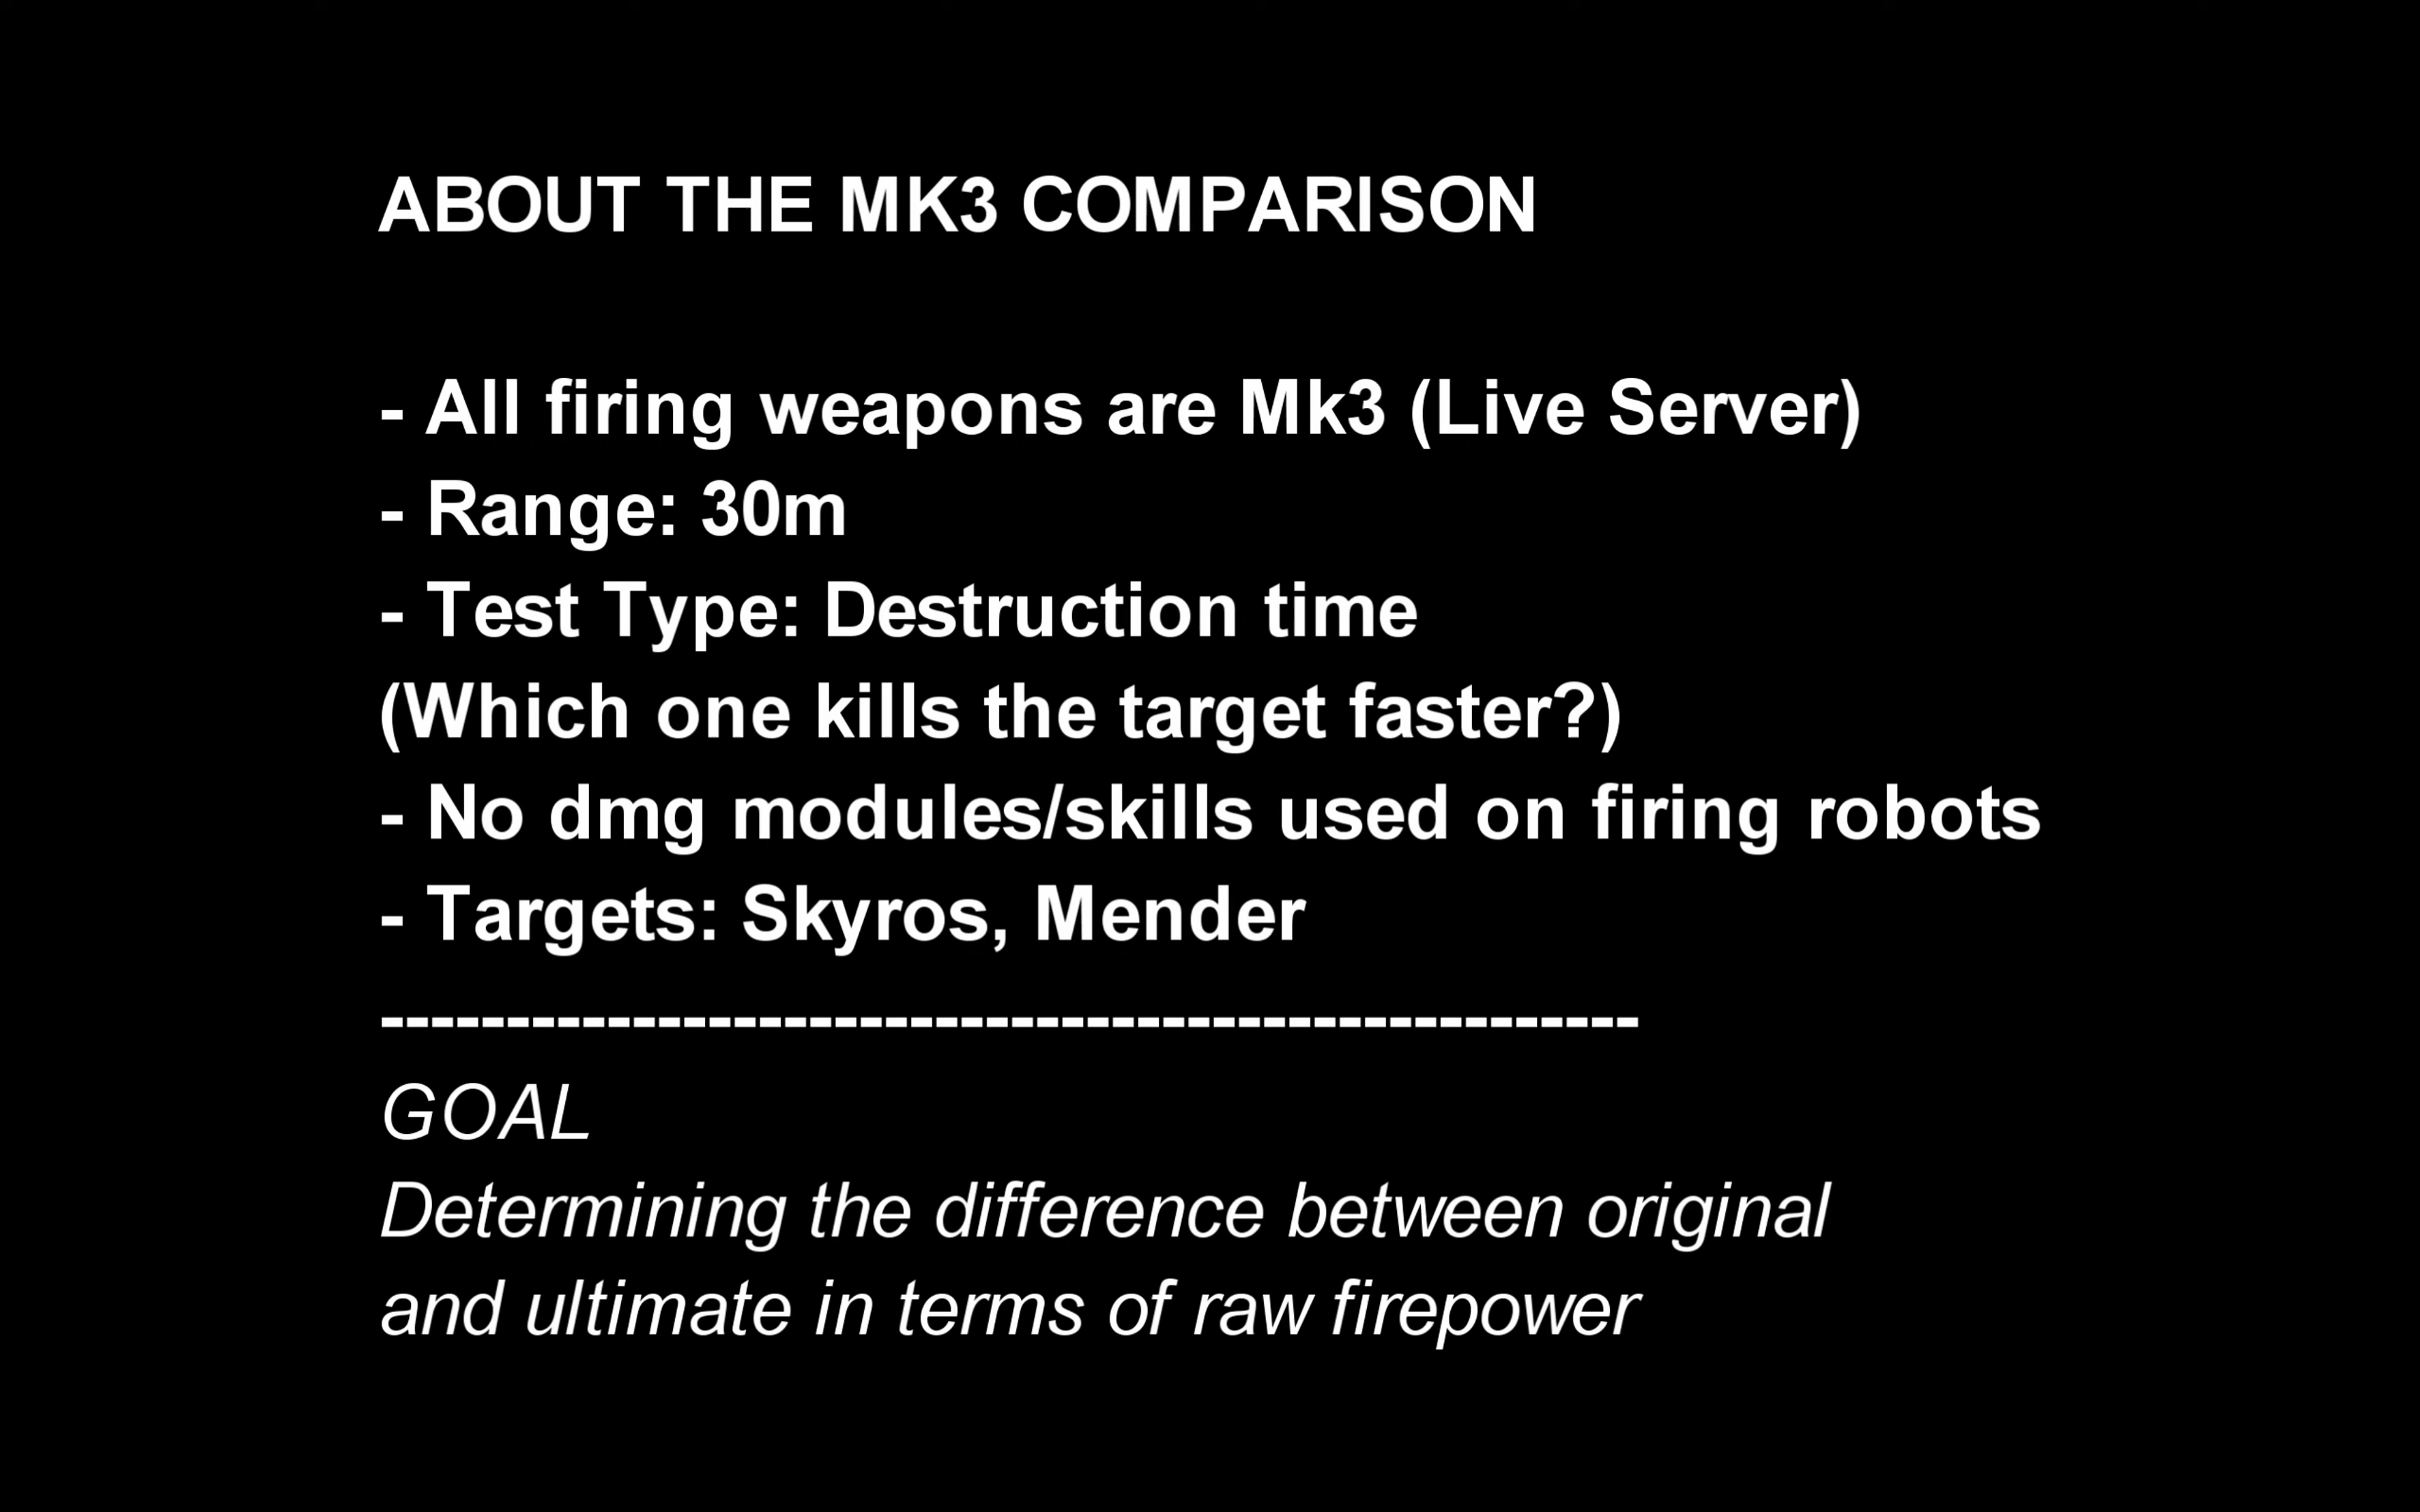 ABOUT THE MK3 COMPARISON
- All firing weapons are Mk3 (Live Server)
- Range: 30m
- Test Type: Destruction time
(Which one kills the target faster?)
- No dmg modules/skills used on firing robots
- Targets: Skyros, Mender
--------------------------------------------------
GOAL
Determining the difference between original
and ultimate in terms of raw firepower